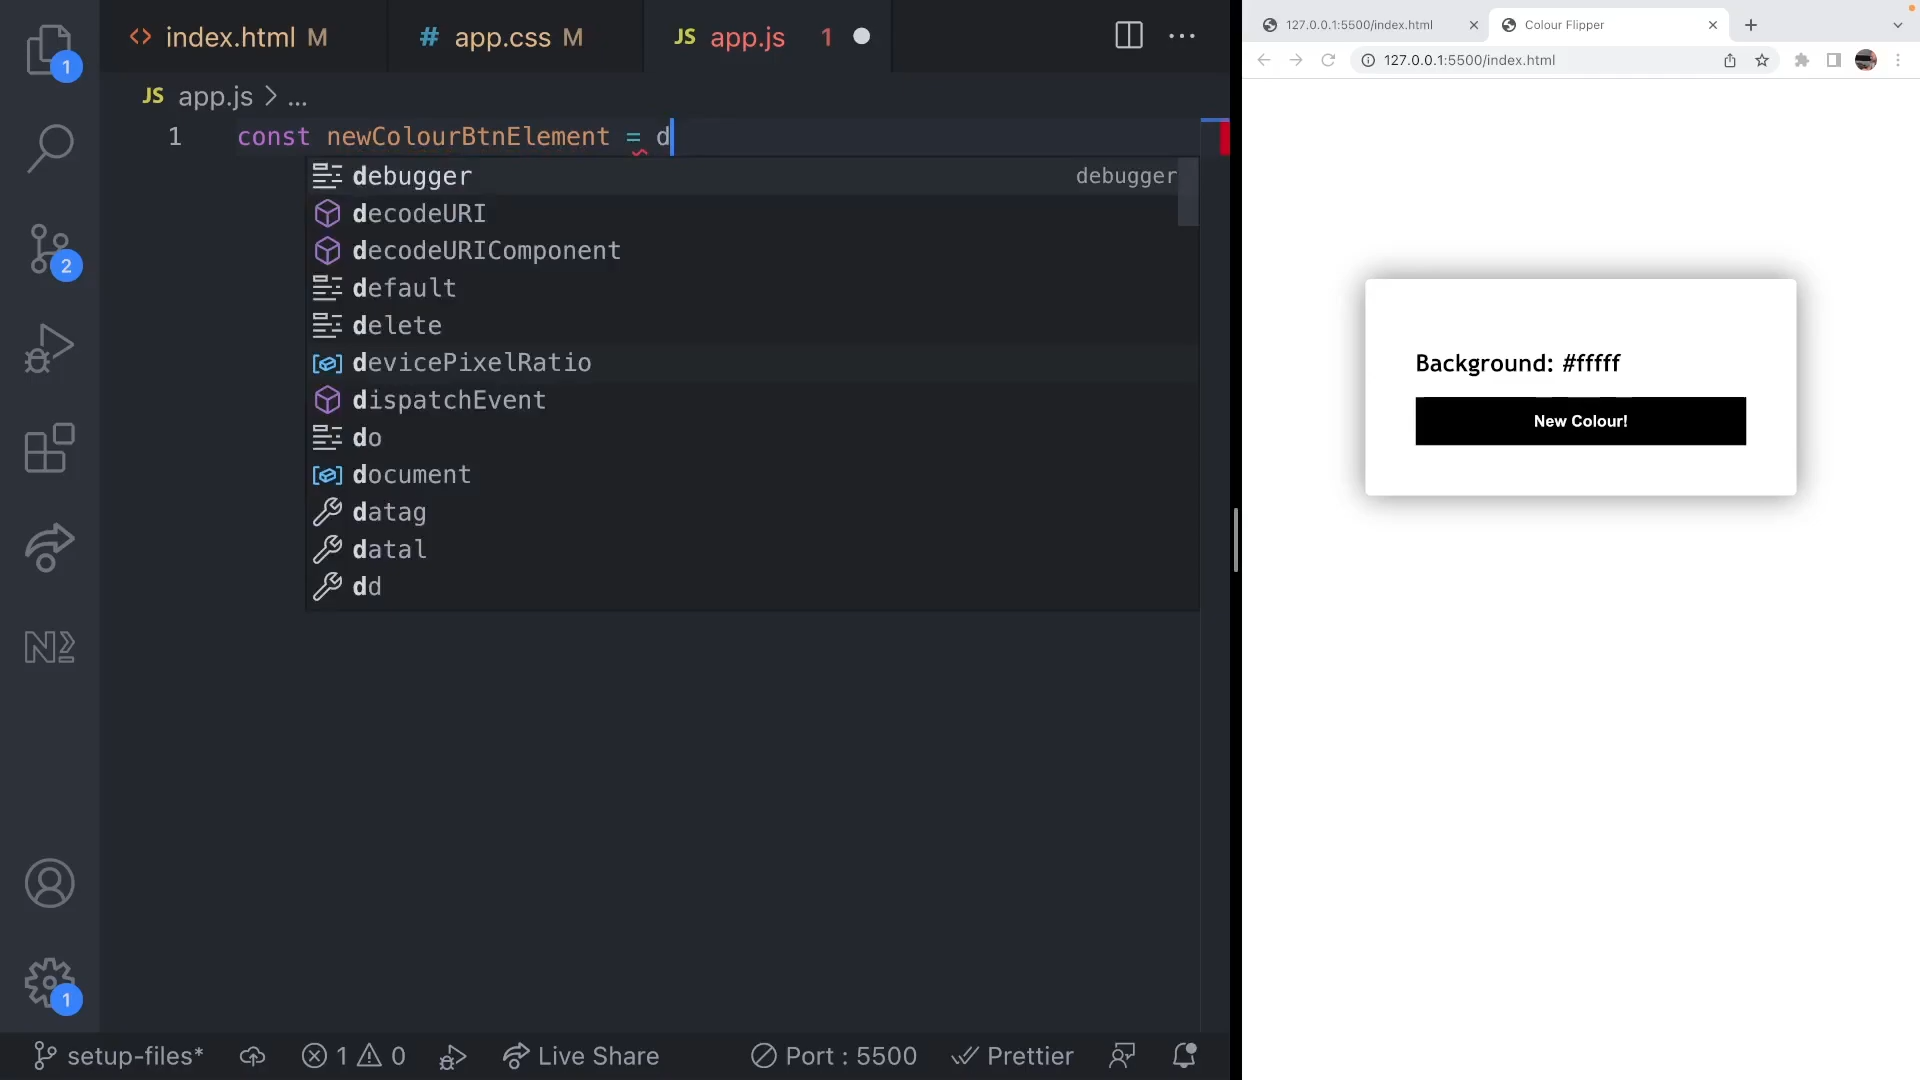 1
<> index.html M
# app.css M
JS app.js 1
JS app.js > ...
1 const newColourBtnElement = d
debugger debugger
decodeURI
decodeURIComponent
default
delete
devicePixelRatio
dispatchEvent
do
document
datag
datal
dd
2
1
setup-files*
1 0
Live Share
Port : 5500
Prettier
127.0.0.1:5500/index.html
Colour Flipper
127.0.0.1:5500/index.html
Background: #fffff
New Colour!